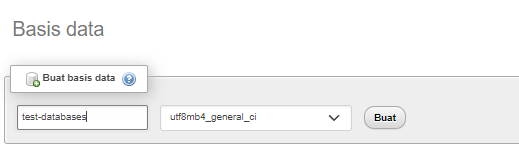 Basis data
Buat basis data
test-databases utf8mb4_general_ci Buat